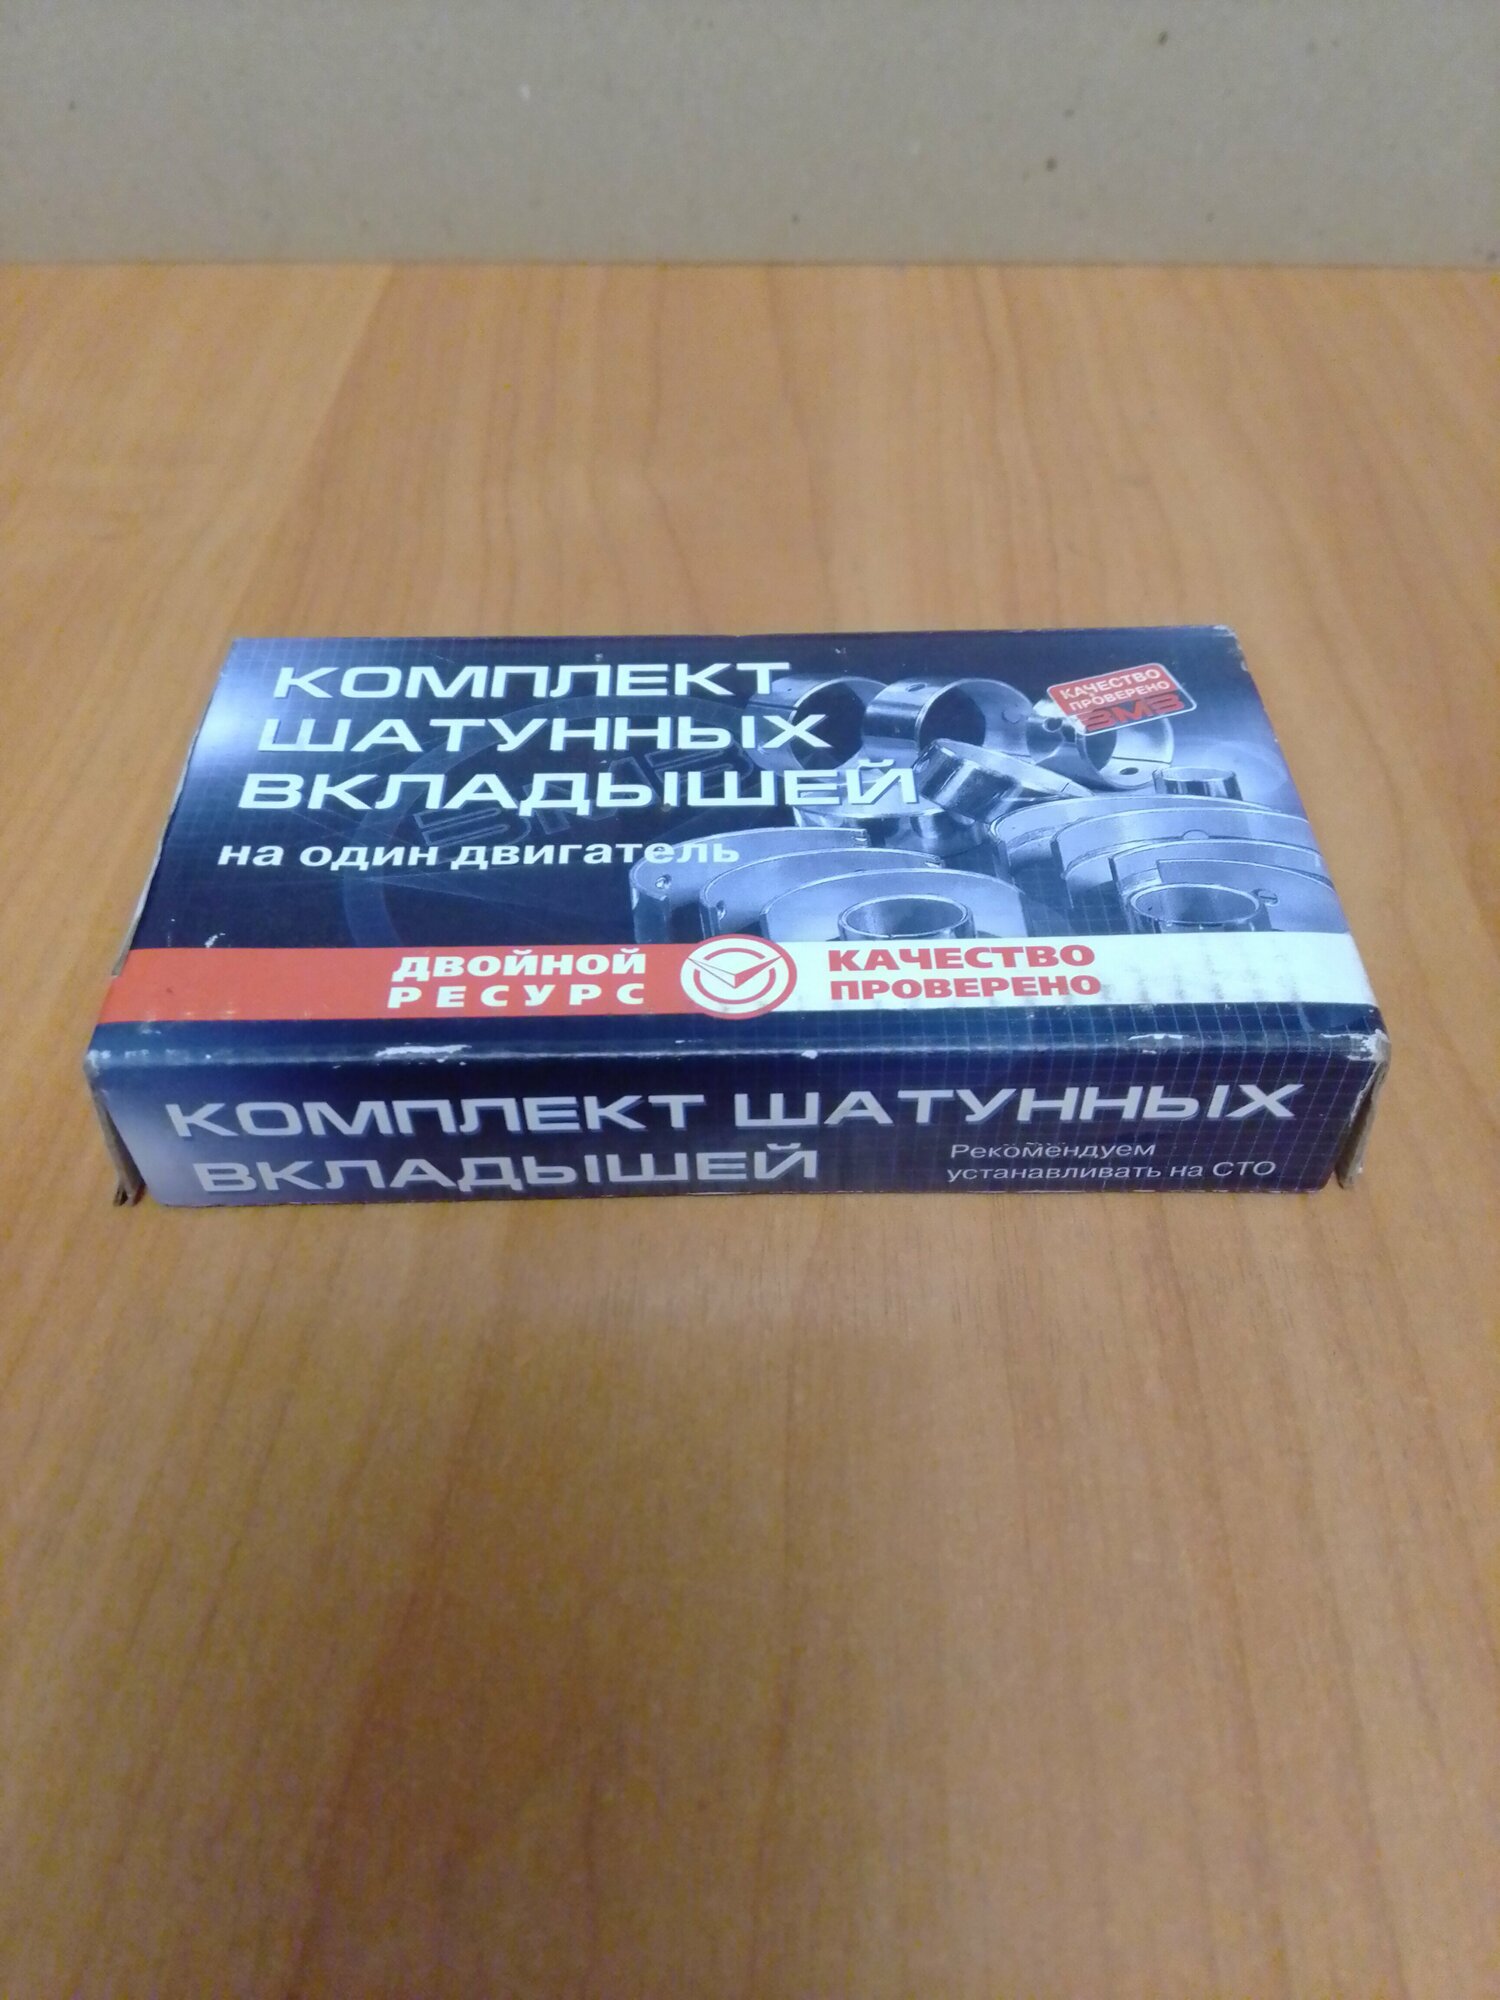 КОМПЛЕКТ
ШАТУННЫХ
ВКЛАДЫШЕЙ
на один двигатель
КАЧЕСТВО
ПРОВЕРЕНО
ЗМЗ
ЗМЗ
ДВОЙНОЙ
РЕСУРС
КАЧЕСТВО
ПРОВЕРЕНО
КОМПЛЕКТ ШАТУННЫХ
ВКЛАДЫШЕЙ
Рекомендуем
устанавливать на СТО